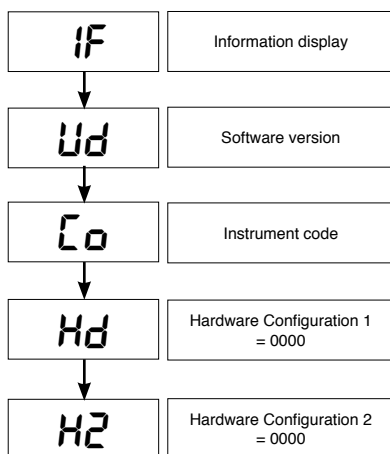 IF
Information display
Ud
Software version
Co
Instrument code
Hd
Hardware Configuration 1
= 0000
H2
Hardware Configuration 2
= 0000